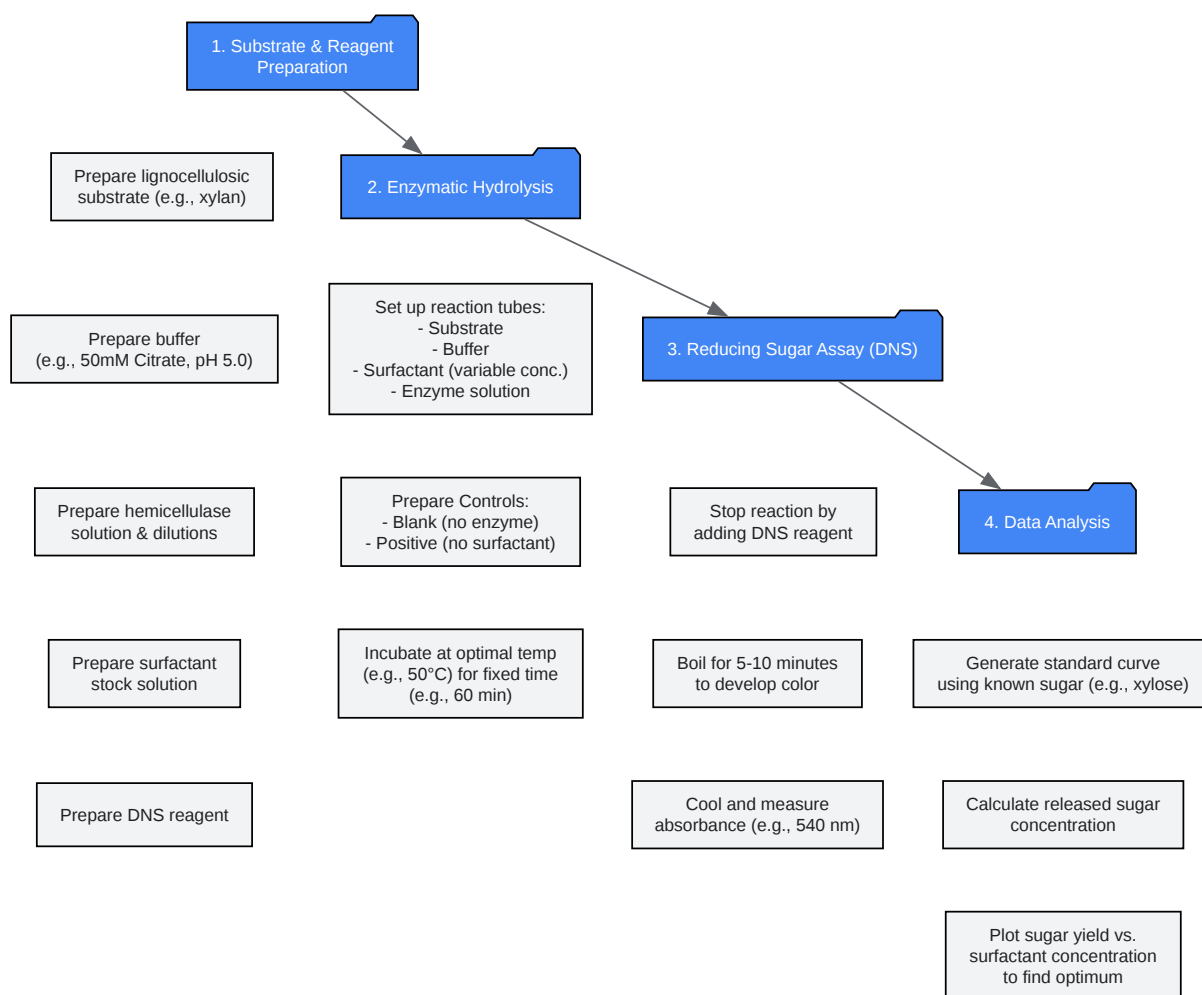 1. Substrate & Reagent
Preparation
Prepare lignocellulosic
substrate (e.g., xylan)
Prepare buffer
(e.g., 50mM Citrate, pH 5.0)
Prepare hemicellulase
solution & dilutions
Prepare surfactant
stock solution
Prepare DNS reagent
2. Enzymatic Hydrolysis
Set up reaction tubes:
- Substrate
- Buffer
- Surfactant (variable conc.)
- Enzyme solution
Prepare Controls:
- Blank (no enzyme)
- Positive (no surfactant)
Incubate at optimal temp
(e.g., 50°C) for fixed time
(e.g., 60 min)
3. Reducing Sugar Assay (DNS)
Stop reaction by
adding DNS reagent
Boil for 5-10 minutes
to develop color
Cool and measure
absorbance (e.g., 540 nm)
4. Data Analysis
Generate standard curve
using known sugar (e.g., xylose)
Calculate released sugar
concentration
Plot sugar yield vs.
surfactant concentration
to find optimum